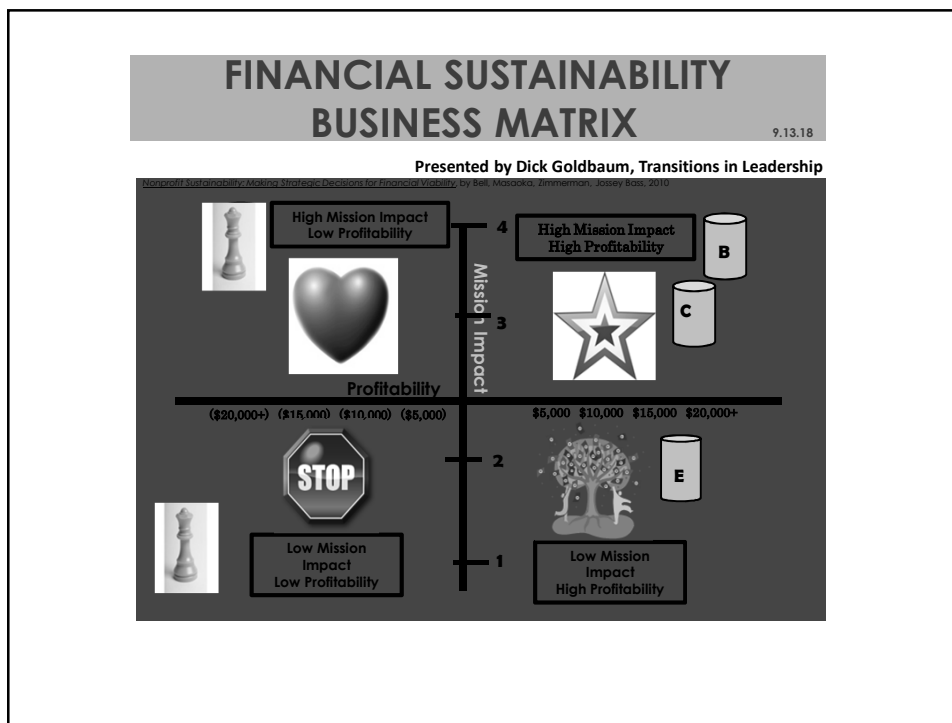 FINANCIAL SUSTAINABILITY
BUSINESS MATRIX
9.13.18
Presented by Dick Goldbaum, Transitions in Leadership
Nonprofit Sustainability: Making Strategic Decisions for Financial Viability, by Bell, Masaoka, Zimmerman, Jossey Bass, 2010
High Mission Impact
Low Profitability
4
High Mission Impact
High Profitability
B
C
Mission Impact
3
Profitability
($20,000+) ($15,000) ($10,000) ($5,000)
$5,000 $10,000 $15,000 $20,000+
STOP
2
E
Low Mission
Impact
Low Profitability
1
Low Mission
Impact
High Profitability